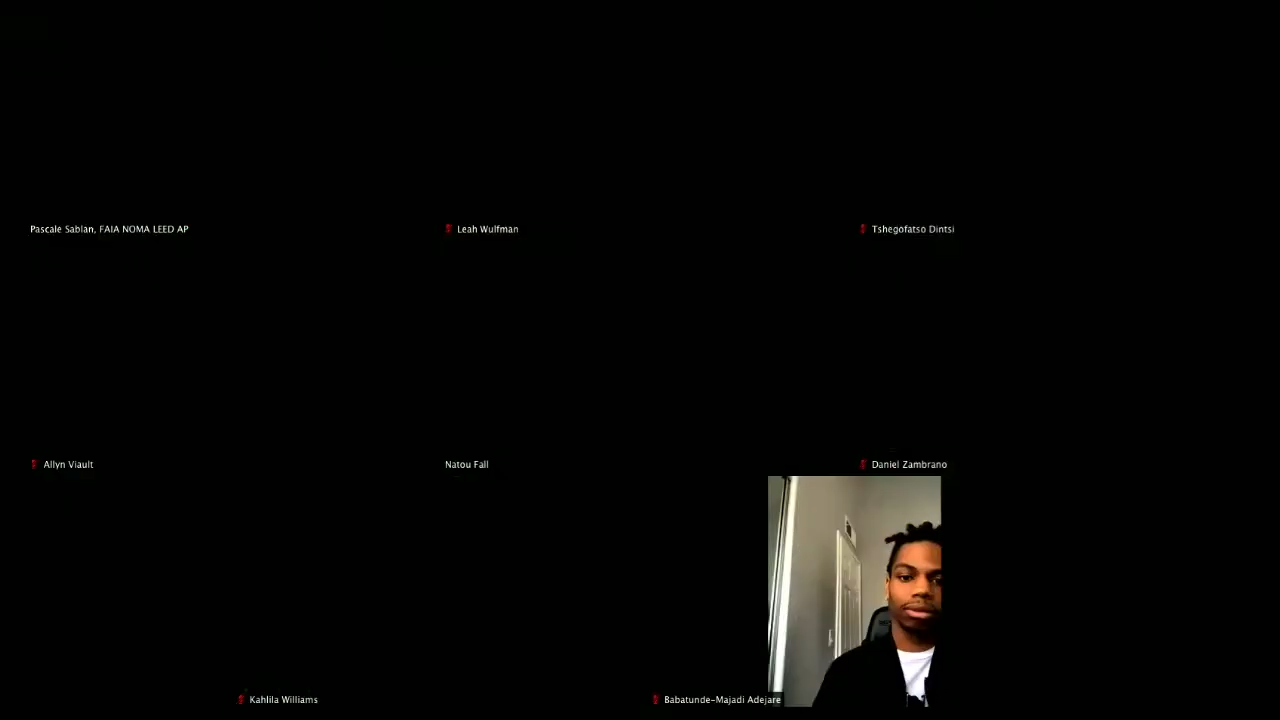 Pascale Sablan, FAIA NOMA LEED AP
Leah Wulfman
Tshegofatso Dintsi
Allyn Viault
Natou Fall
Daniel Zambrano
Kahlila Williams
Babatunde-Majadi Adejare